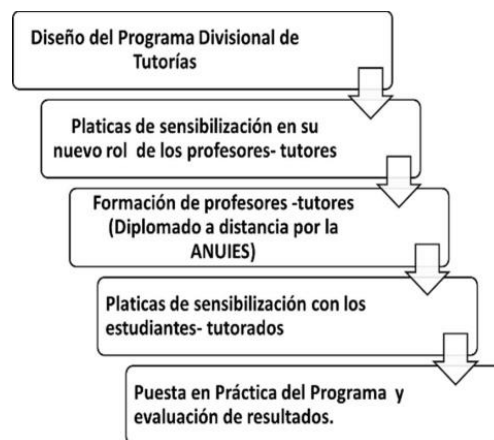 Diseño del Programa Divisional de
Tutorías
Platicas de sensibilización en su
nuevo rol de los profesores- tutores
Formación de profesores -tutores
(Diplomado a distancia por la
ANUIES)
Platicas de sensibilización con los
estudiantes- tutorados
Puesta en Práctica del Programa y
evaluación de resultados.